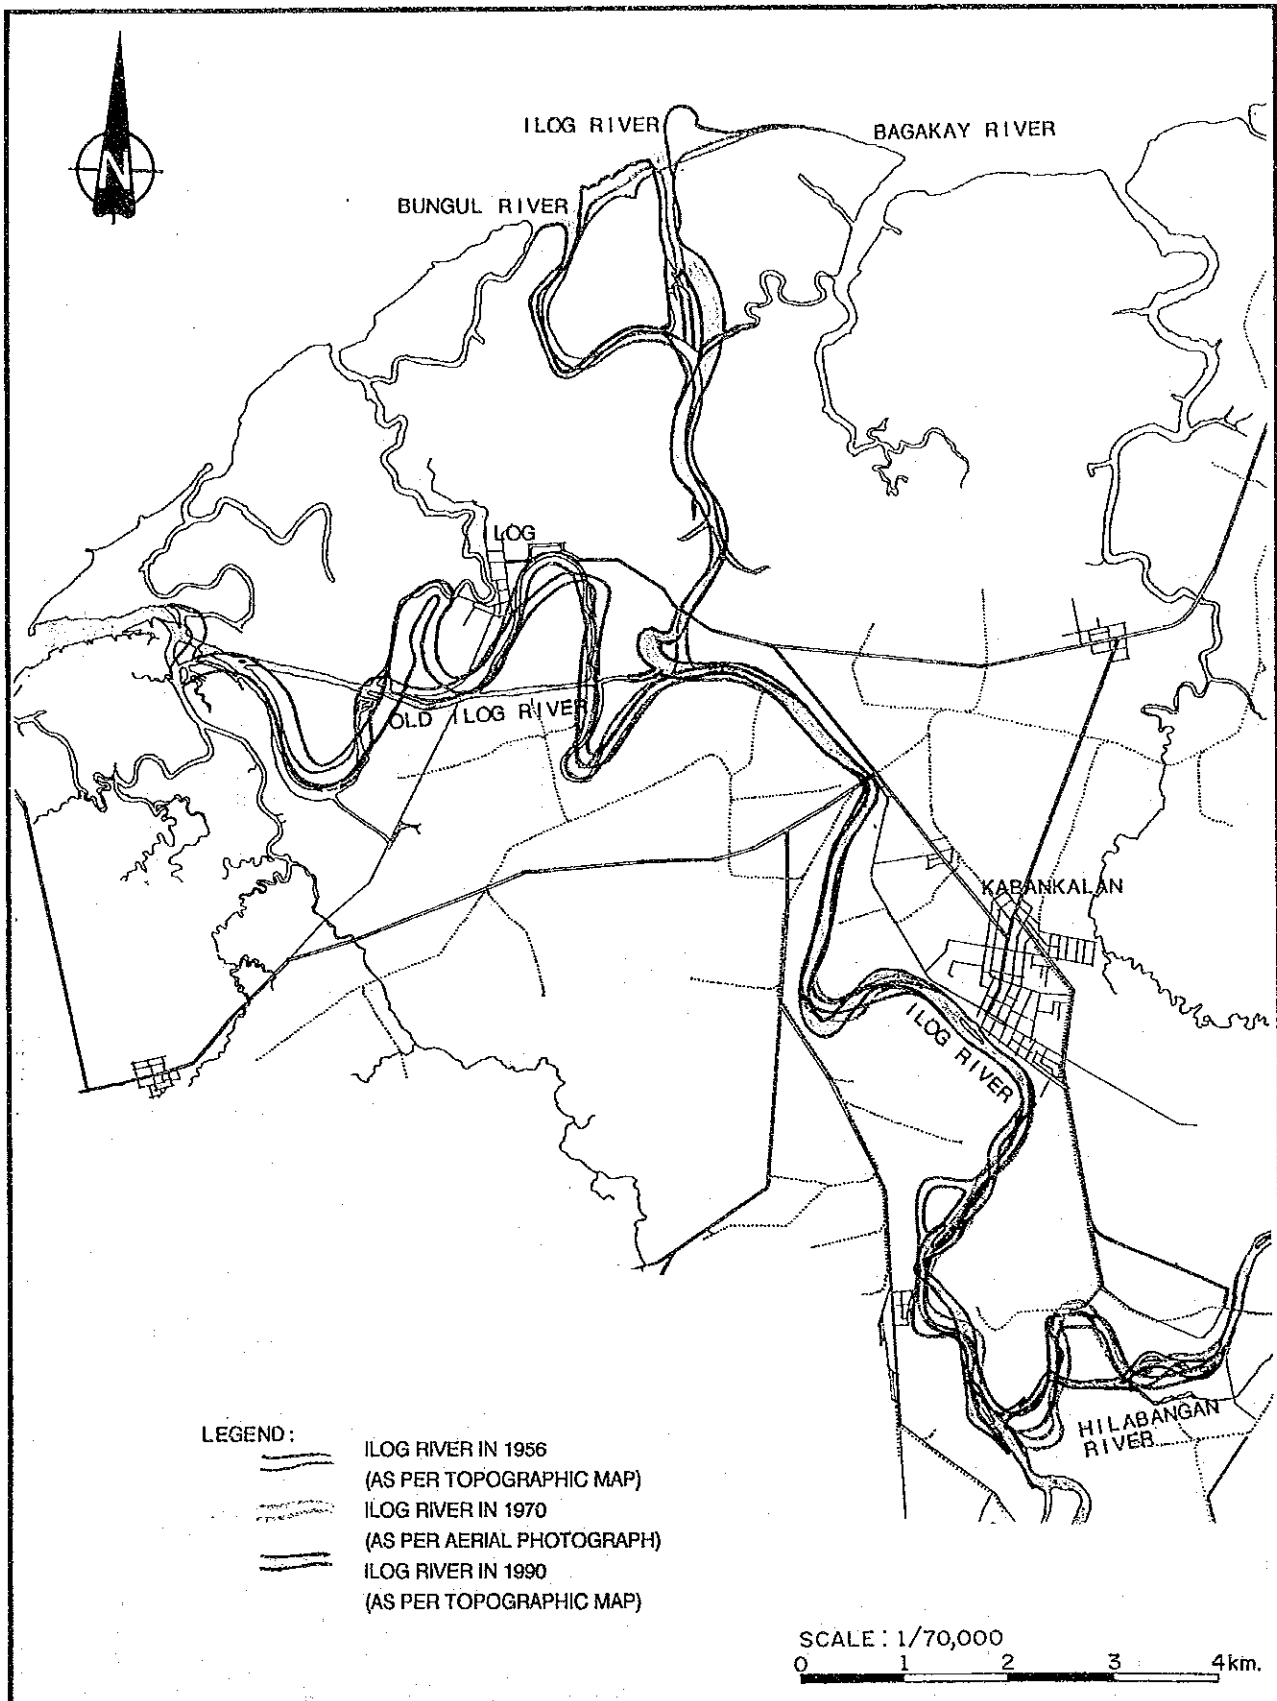 N
ILOG RIVER
BAGAKAY RIVER
BUNGUL RIVER
ILOG
OLD ILOG RIVER
KABANKALAN
ILOG RIVER
HILABANGAN
RIVER
LEGEND:
ILOG RIVER IN 1956
(AS PER TOPOGRAPHIC MAP)
ILOG RIVER IN 1970
(AS PER AERIAL PHOTOGRAPH)
ILOG RIVER IN 1990
(AS PER TOPOGRAPHIC MAP)
SCALE: 1/70,000
0 1 2 3 4km.